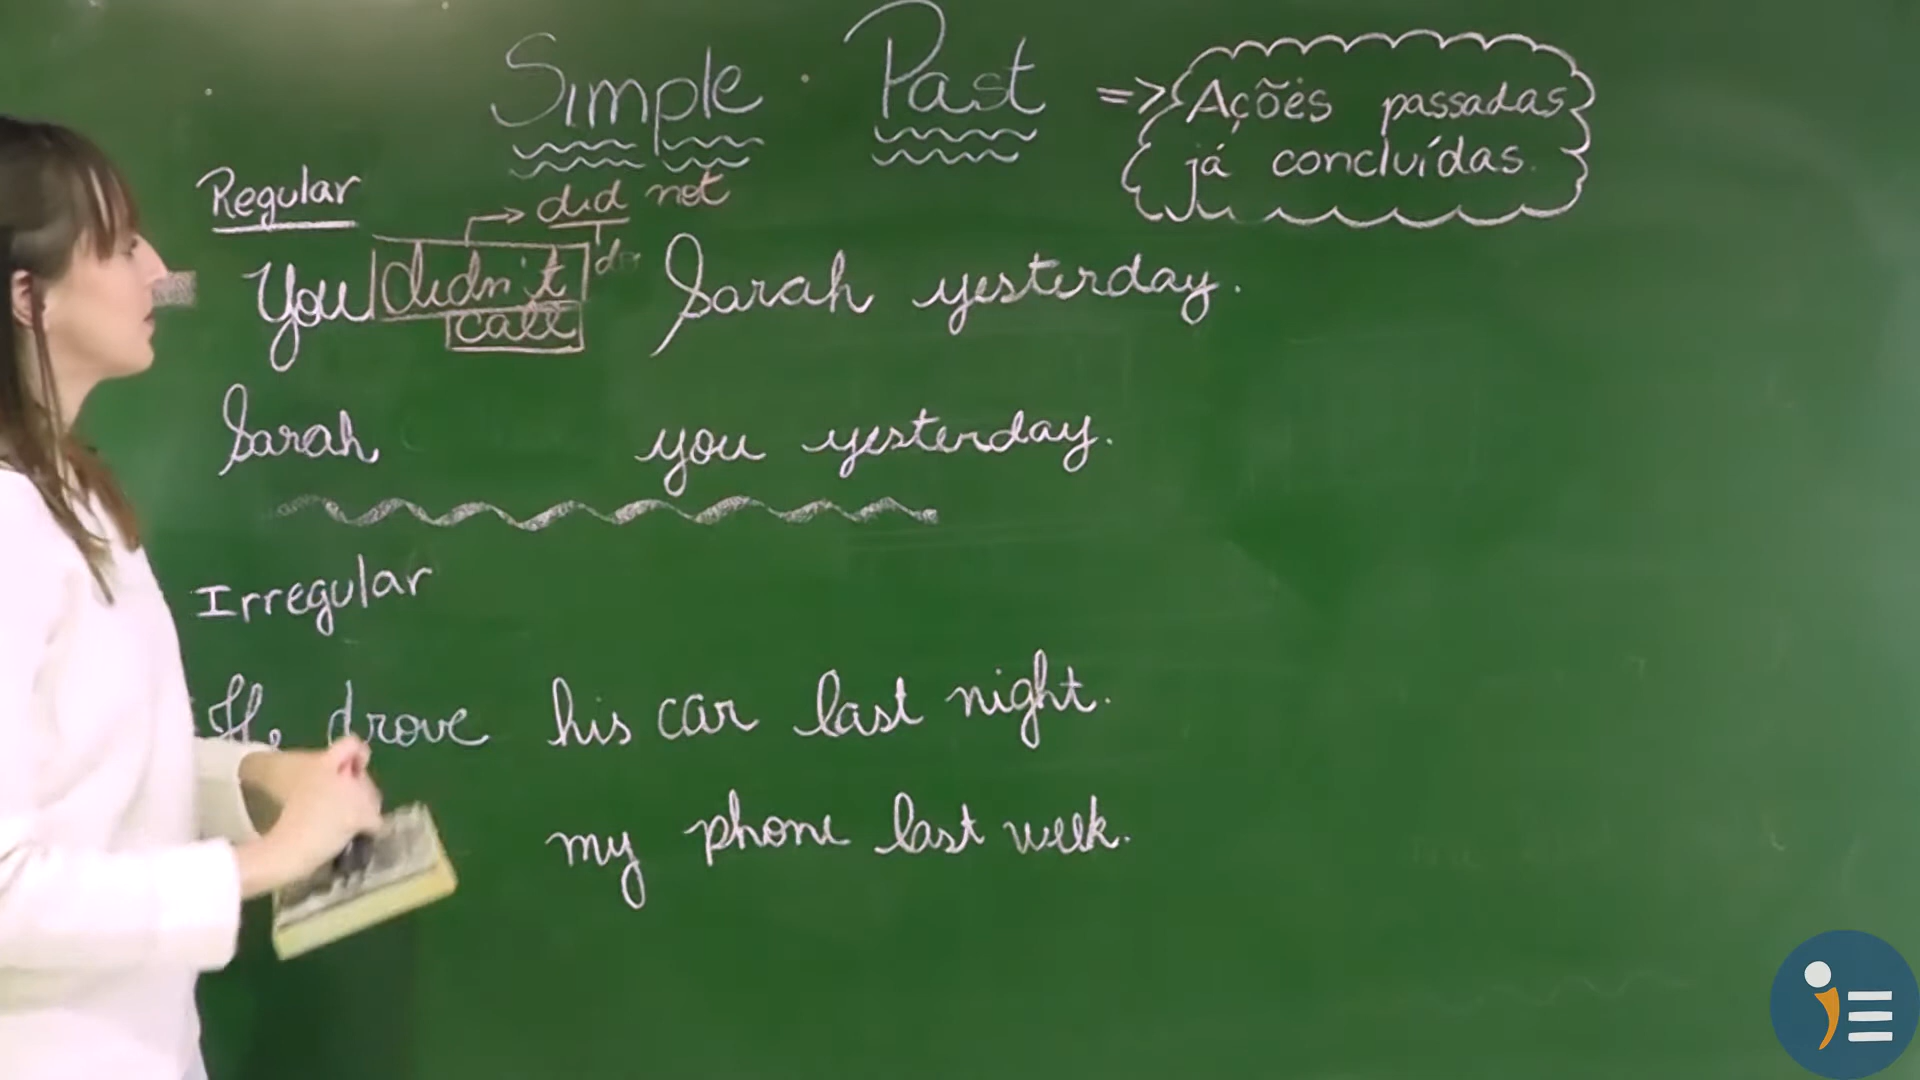 Simple Past => Ações passadas
já concluídas.
Regular
did not
do
You didn't Sarah yesterday.
call
Sarah you yesterday.
Irregular
He drove his car last night.
my phone last week.